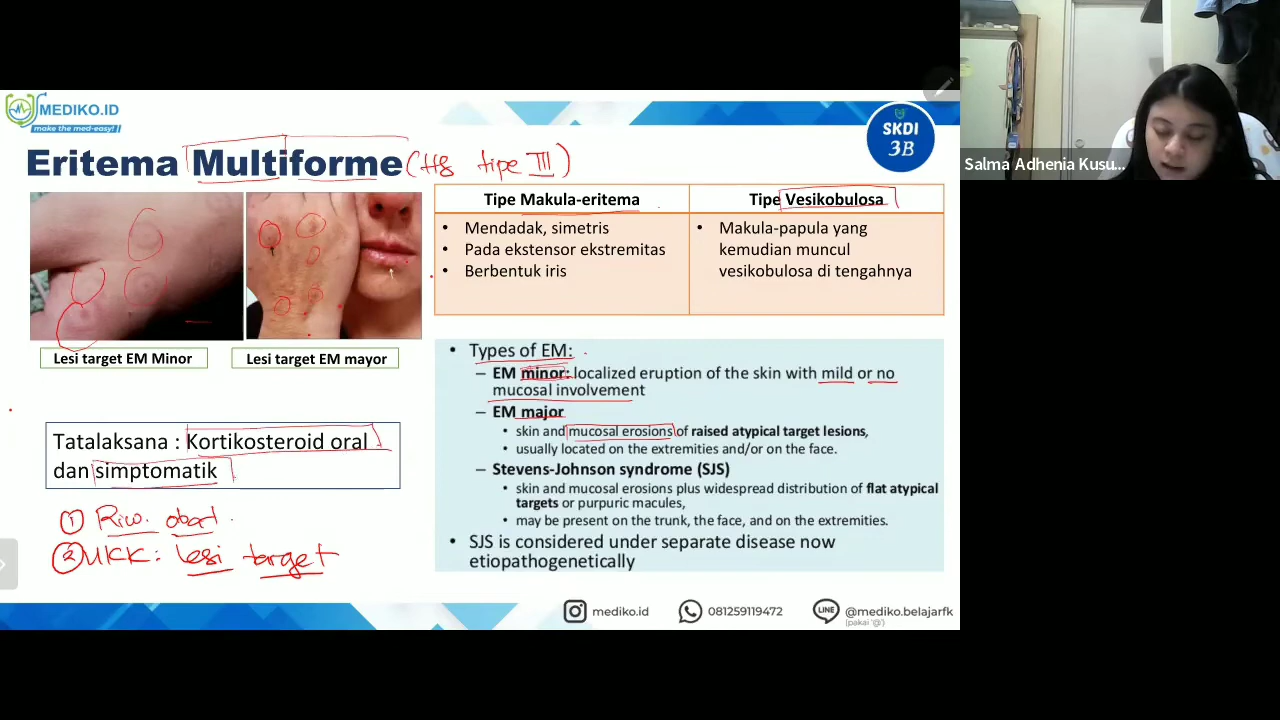 MEDIKO.ID
make the med-easy!
SKDI
3B
Salma Adhenia Kusu...
Eritema Multiforme (HS tipe III)
Tipe Makula-eritema
• Mendadak, simetris
• Pada ekstensor ekstremitas
• Berbentuk iris
Tipe Vesikobulosa
• Makula-papula yang
kemudian muncul
vesikobulosa di tengahnya
Lesi target EM Minor
Lesi target EM mayor
Tatalaksana : Kortikosteroid oral
dan simptomatik
① Riw. obat.
② UKK: lesi target
• Types of EM:
– EM minor: localized eruption of the skin with mild or no
mucosal involvement
– EM major
• skin and mucosal erosions of raised atypical target lesions,
• usually located on the extremities and/or on the face.
– Stevens-Johnson syndrome (SJS)
• skin and mucosal erosions plus widespread distribution of flat atypical
targets or purpuric macules,
• may be present on the trunk, the face, and on the extremities.
• SJS is considered under separate disease now
etiopathogenetically
mediko.id
081259119472
LINE
@mediko.belajarfk
(pakai '@')